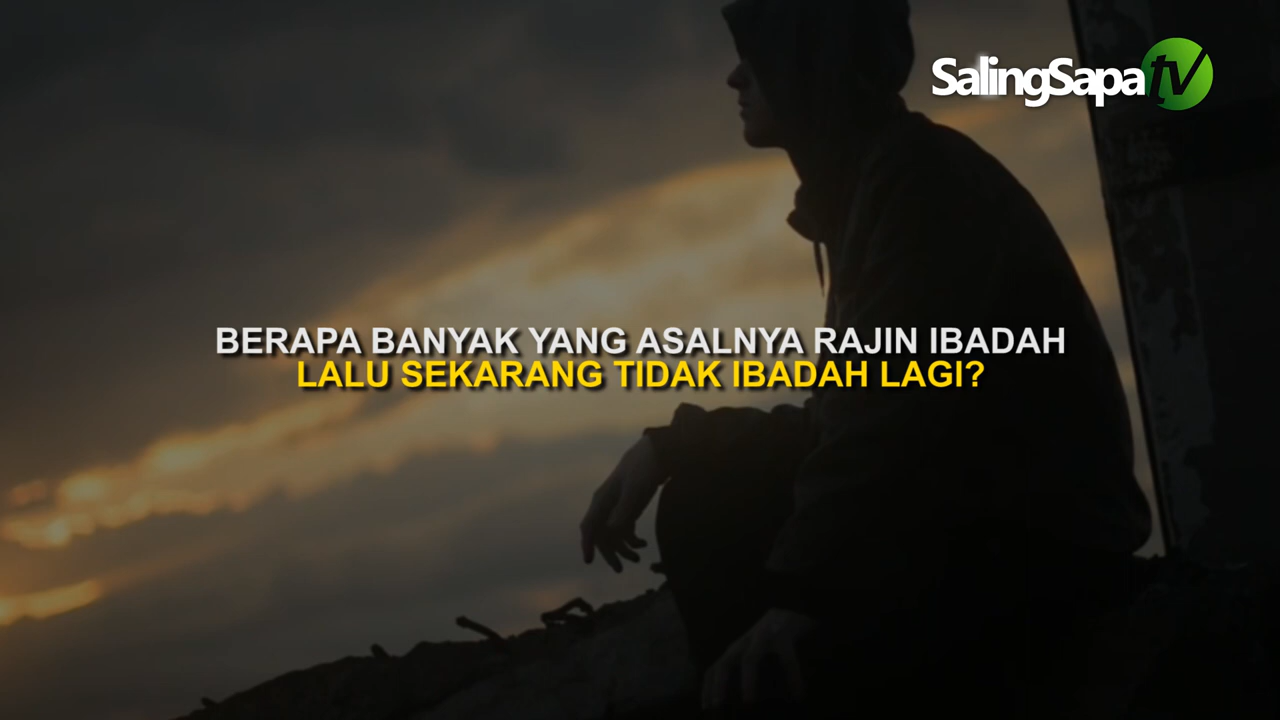 SalingSapa tV
BERAPA BANYAK YANG ASALNYA RAJIN IBADAH
LALU SEKARANG TIDAK IBADAH LAGI?